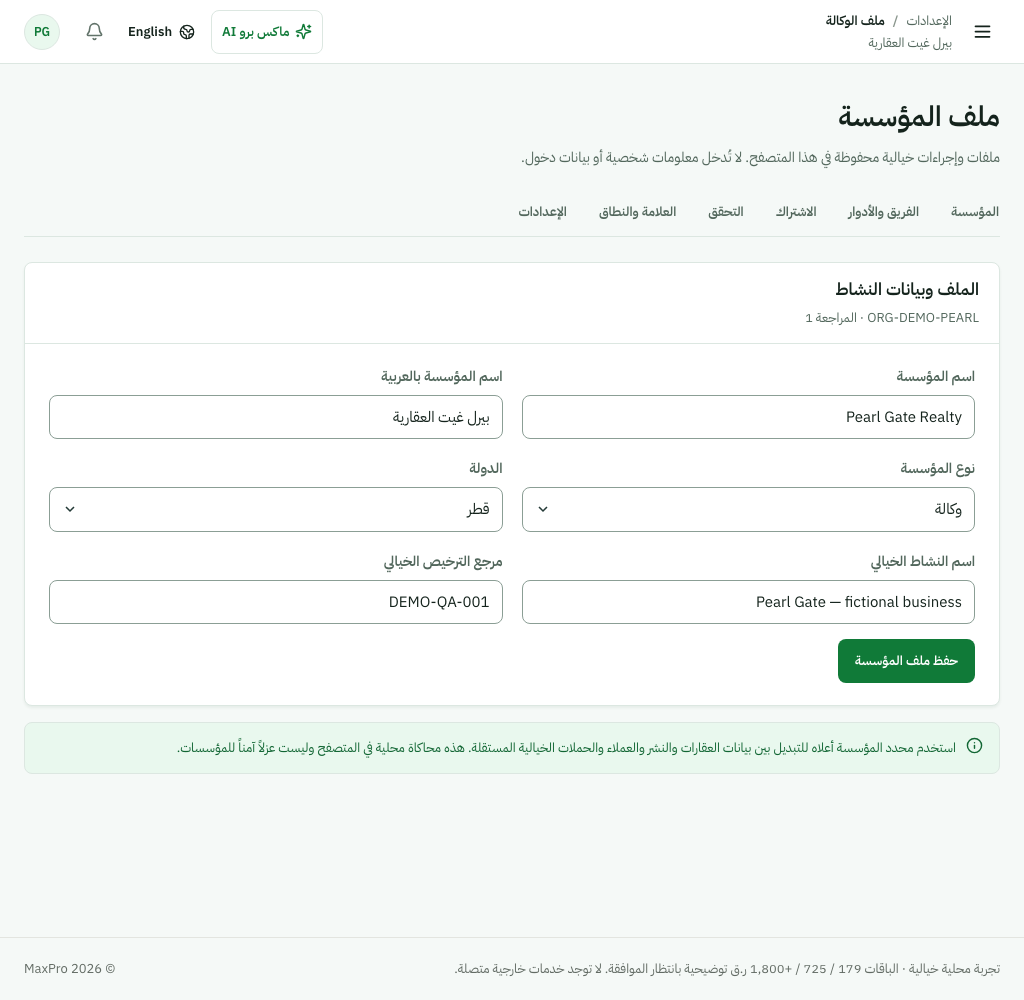 الإعدادات / ملف الوكالة
بيرل غيت العقارية
ماكس برو AI
English
PG
ملف المؤسسة
ملفات وإجراءات خيالية محفوظة في هذا المتصفح. لا تُدخل معلومات شخصية أو بيانات دخول.
المؤسسة الفريق والأدوار الاشتراك التحقق العلامة والنطاق الإعدادات
الملف وبيانات النشاط
ORG-DEMO-PEARL · المراجعة 1
اسم المؤسسة
Pearl Gate Realty
اسم المؤسسة بالعربية
بيرل غيت العقارية
نوع المؤسسة
وكالة
الدولة
قطر
اسم النشاط الخيالي
Pearl Gate — fictional business
مرجع الترخيص الخيالي
DEMO-QA-001
حفظ ملف المؤسسة
استخدم محدد المؤسسة أعلاه للتبديل بين بيانات العقارات والنشر والعملاء والحملات الخيالية المستقلة. هذه محاكاة محلية في المتصفح وليست عزلاً آمناً للمؤسسات.
تجربة محلية خيالية · الباقات 179 / 725 / +1,800 ر.ق توضيحية بانتظار الموافقة. لا توجد خدمات خارجية متصلة.
© 2026 MaxPro